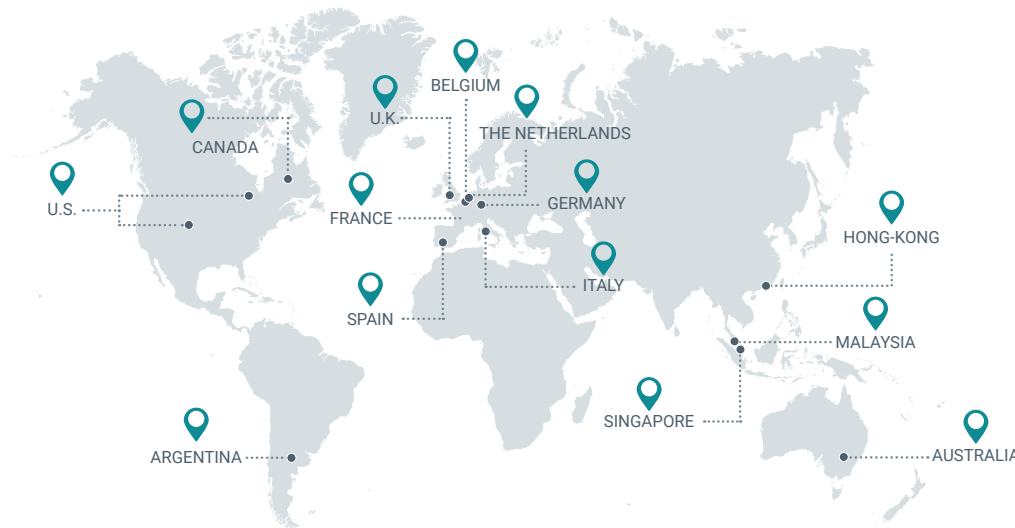 BELGIUM
U.K.
THE NETHERLANDS
CANADA
U.S.
FRANCE
GERMANY
HONG-KONG
ITALY
SPAIN
MALAYSIA
SINGAPORE
ARGENTINA
AUSTRALIA